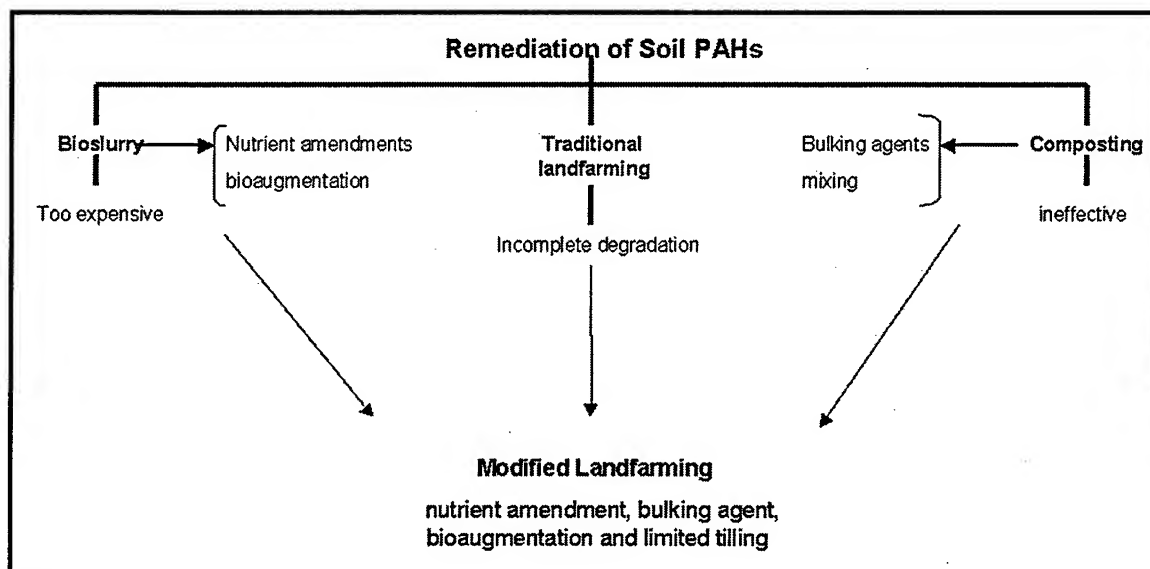 Remediation of Soil PAHs
Bioslurry
Nutrient amendments
bioaugmentation
Too expensive
Traditional
landfarming
Incomplete degradation
Bulking agents
mixing
Composting
ineffective
Modified Landfarming
nutrient amendment, bulking agent,
bioaugmentation and limited tilling